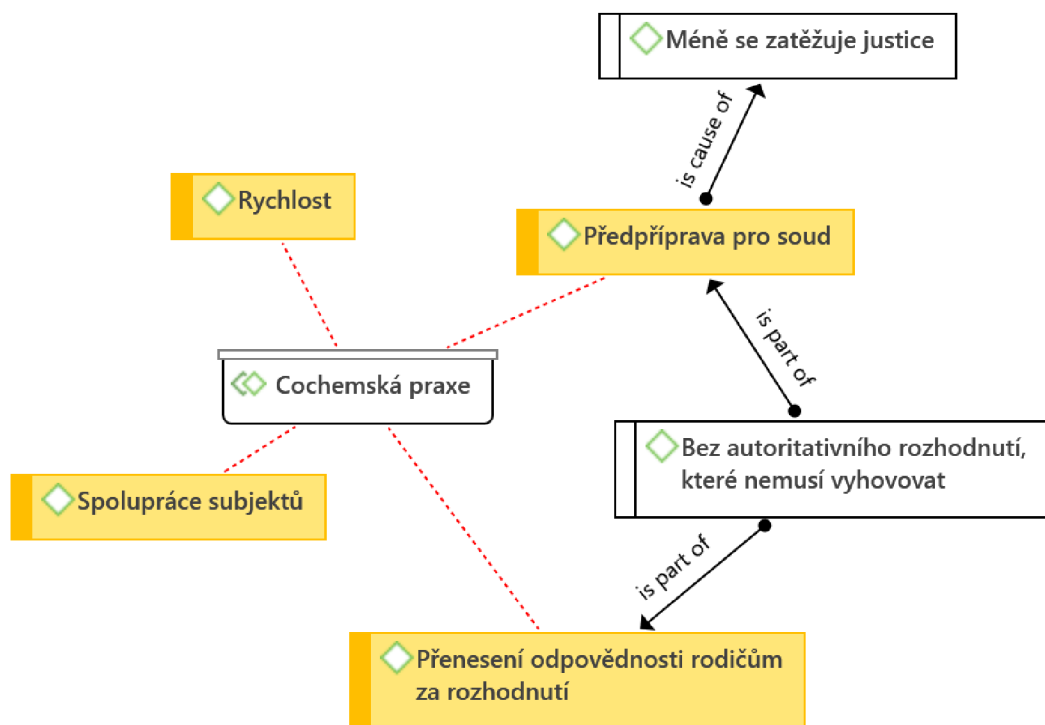 Méně se zatěžuje justice
is cause of
Rychlost
Předpříprava pro soud
is part of
Cochemská praxe
Bez autoritativního rozhodnutí,
které nemusí vyhovovat
Spolupráce subjektů
is part of
Přenesení odpovědnosti rodičům
za rozhodnutí